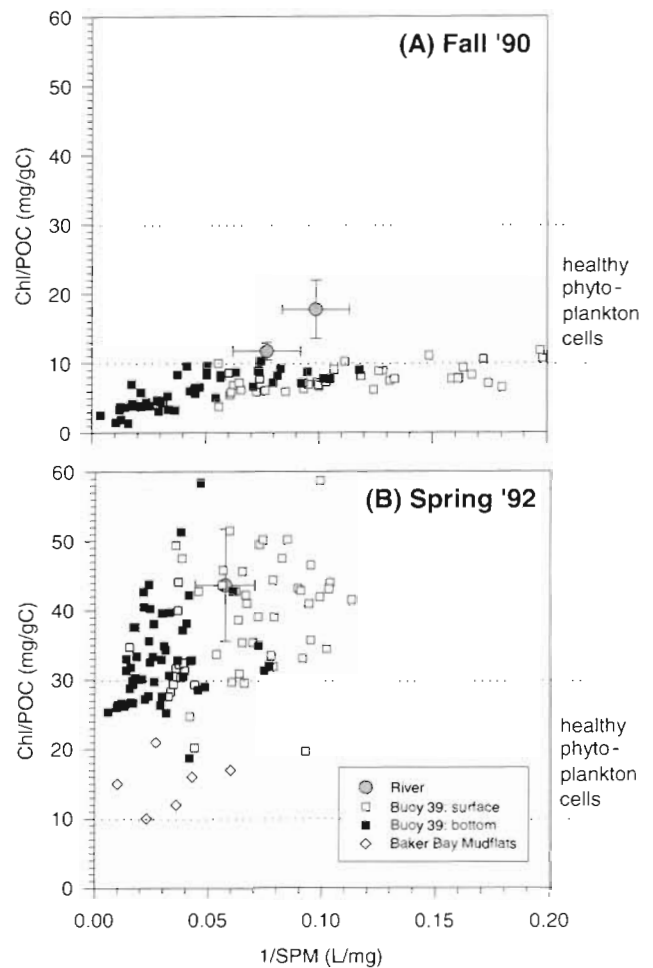 60
(A) Fall '90
50
40
Chl/POC (mg/gC)
30
20
10
0
healthy
phyto-
plankton
cells
60
(B) Spring '92
50
40
Chl/POC (mg/gC)
30
20
10
0
healthy
phyto-
plankton
cells
River
Buoy 39: surface
Buoy 39: bottom
Baker Bay Mudflats
0.00 0.05 0.10 0.15 0.20
1/SPM (L/mg)